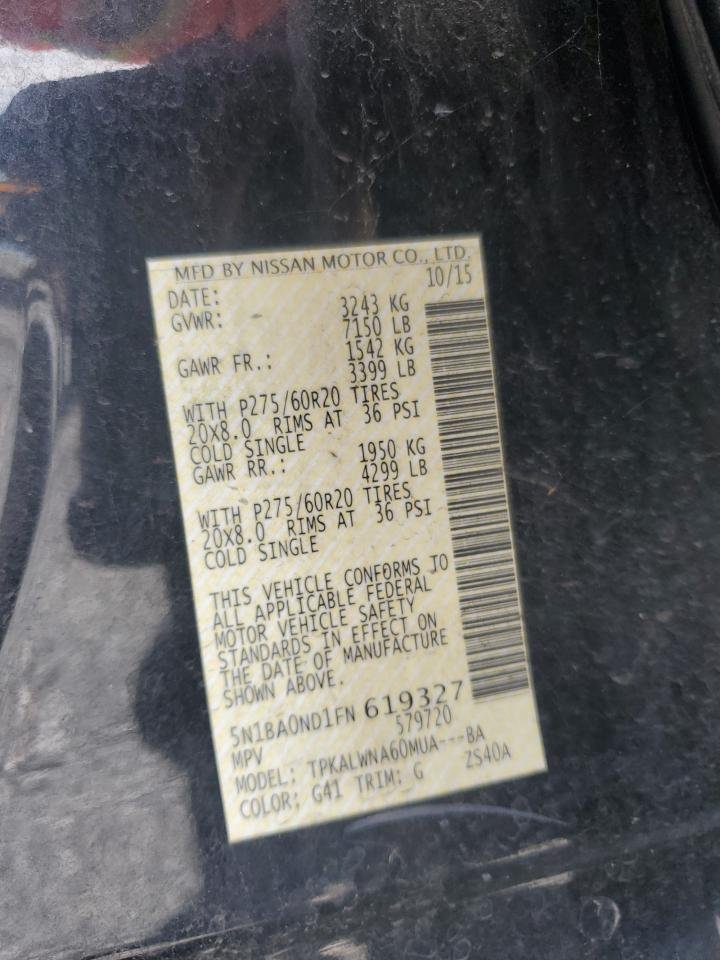 MFD BY NISSAN MOTOR CO., LTD.
DATE: 10/15
GVWR: 3243 KG
7150 LB
GAWR FR.: 1542 KG
3399 LB
WITH P275/60R20 TIRES
20X8.0 RIMS AT 36 PSI
COLD SINGLE
GAWR RR.: 1950 KG
4299 LB
WITH P275/60R20 TIRES
20X8.0 RIMS AT 36 PSI
COLD SINGLE
THIS VEHICLE CONFORMS TO
ALL APPLICABLE FEDERAL
MOTOR VEHICLE SAFETY
STANDARDS IN EFFECT ON
THE DATE OF MANUFACTURE
SHOWN ABOVE.
5N1BA0ND1FN 619327
MPV 579720
MODEL: TPKALWNA60MUA---BA
COLOR: G41 TRIM: G ZS40A